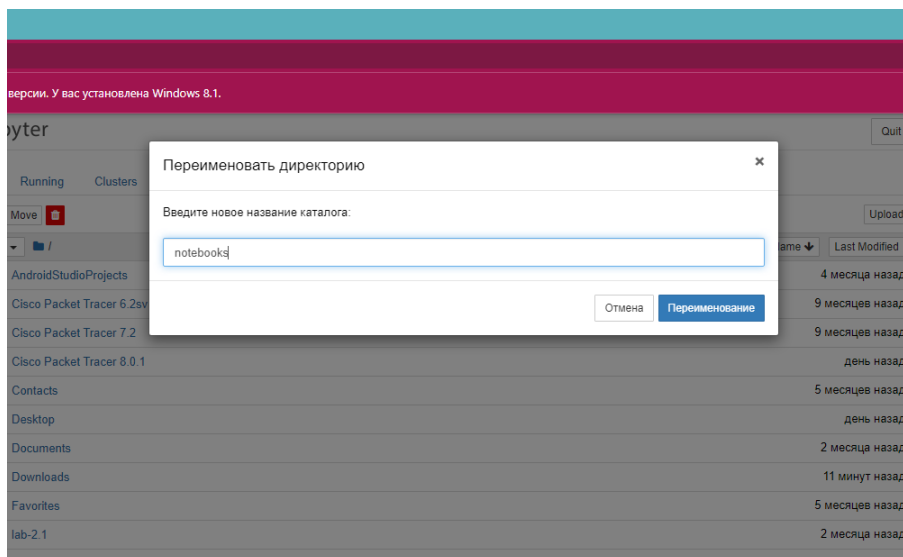 версии. У вас установлена Windows 8.1.
pyter
Quit
Переименовать директорию
×
Running Clusters
Введите новое название каталога:
Move
Upload
notebooks
/
ame
Last Modified
AndroidStudioProjects
4 месяца назад
Cisco Packet Tracer 6.2sv
9 месяцев назад
Отмена
Переименование
Cisco Packet Tracer 7.2
9 месяцев назад
Cisco Packet Tracer 8.0.1
день назад
Contacts
5 месяцев назад
Desktop
день назад
Documents
2 месяца назад
Downloads
11 минут назад
Favorites
5 месяцев назад
lab-2.1
2 месяца назад